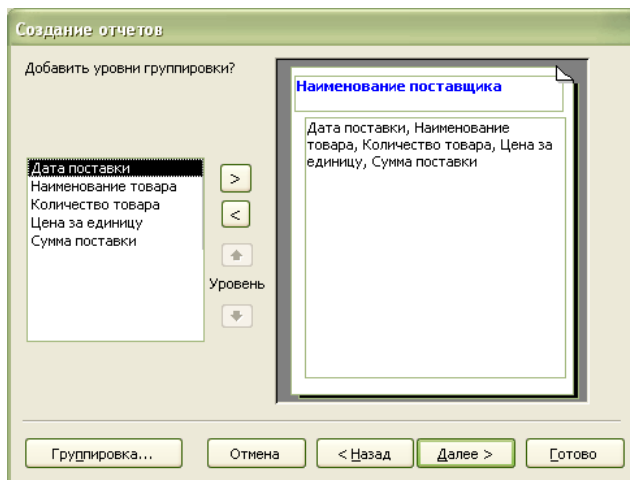 Создание отчетов
Добавить уровни группировки?
Наименование поставщика
Дата поставки, Наименование
товара, Количество товара, Цена за
единицу, Сумма поставки
Дата поставки
Наименование товара
Количество товара
Цена за единицу
Сумма поставки
>
<
Уровень
Группировка...
Отмена
< Назад
Далее >
Готово